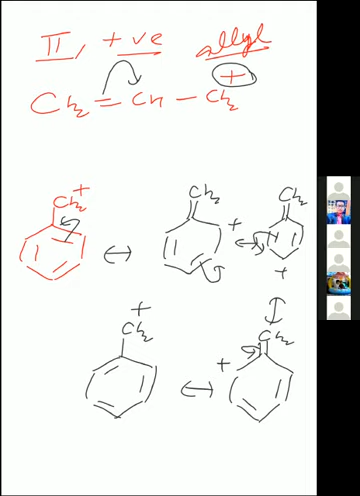 II, +ve allyl
CH₂ = CH - CH₂ +
CH₂ + CH₂ CH₂
↔ + ↔ +
+ 
CH₂ CH₂
↔ +